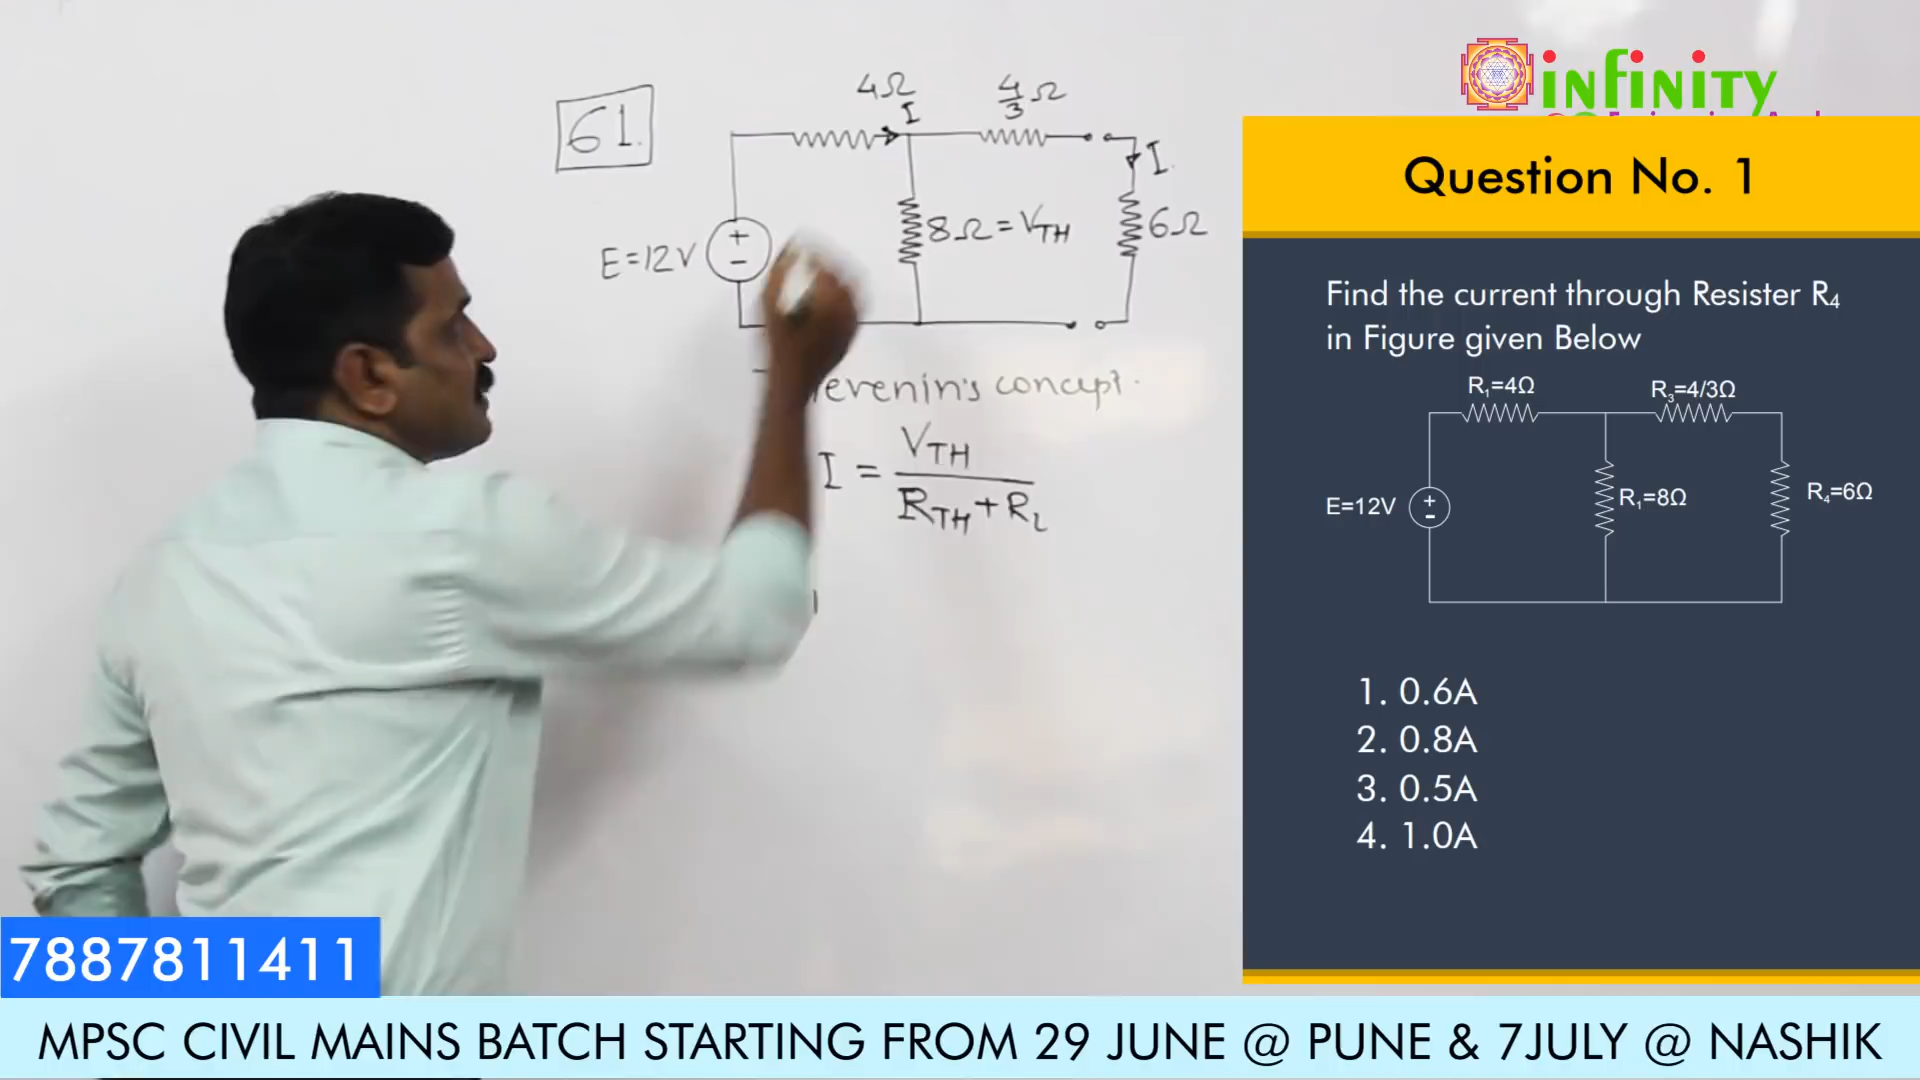 61.
4Ω
I
4/3 Ω
I.
E=12V
+
-
8Ω = VTH
6Ω
evenin's concept.
I = VTH / RTH + RL
infinity
Question No. 1
Find the current through Resister R4
in Figure given Below
R1=4Ω
R3=4/3Ω
E=12V
+
-
R1=8Ω
R4=6Ω
1. 0.6A
2. 0.8A
3. 0.5A
4. 1.0A
7887811411
MPSC CIVIL MAINS BATCH STARTING FROM 29 JUNE @ PUNE & 7JULY @ NASHIK